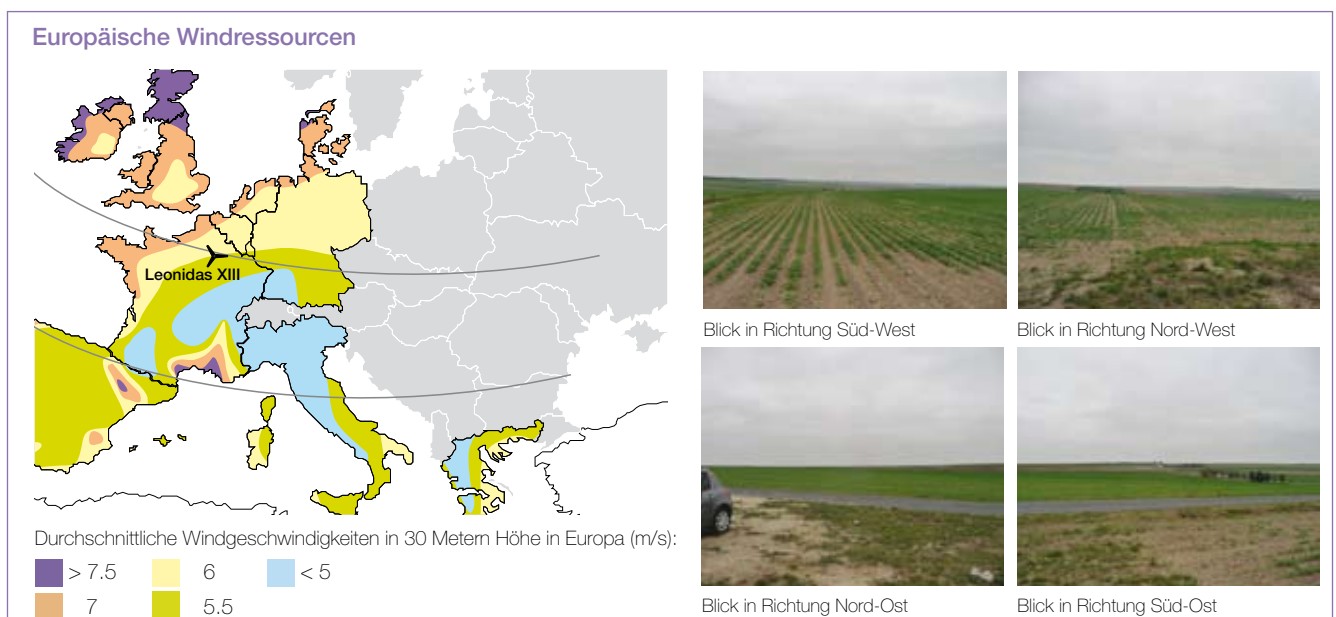 Europäische Windressourcen
Leonidas XIII
Durchschnittliche Windgeschwindigkeiten in 30 Metern Höhe in Europa (m/s):
> 7.5 6 < 5
7 5.5
Blick in Richtung Süd-West
Blick in Richtung Nord-West
Blick in Richtung Nord-Ost
Blick in Richtung Süd-Ost